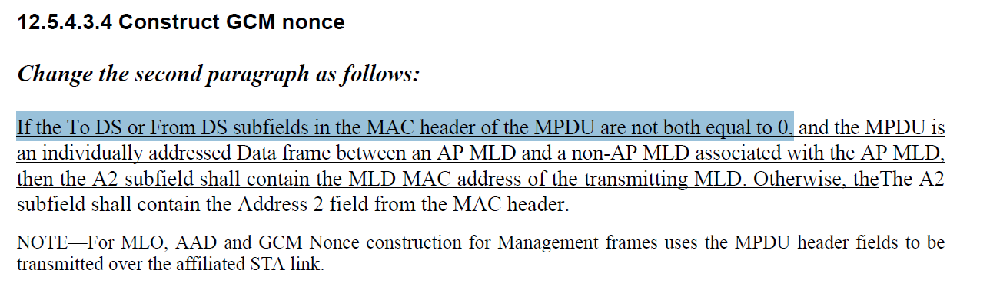 12.5.4.3.4 Construct GCM nonce
Change the second paragraph as follows:
If the To DS or From DS subfields in the MAC header of the MPDU are not both equal to 0, and the MPDU is
an individually addressed Data frame between an AP MLD and a non-AP MLD associated with the AP MLD,
then the A2 subfield shall contain the MLD MAC address of the transmitting MLD. Otherwise, theThe A2
subfield shall contain the Address 2 field from the MAC header.
NOTE—For MLO, AAD and GCM Nonce construction for Management frames uses the MPDU header fields to be
transmitted over the affiliated STA link.